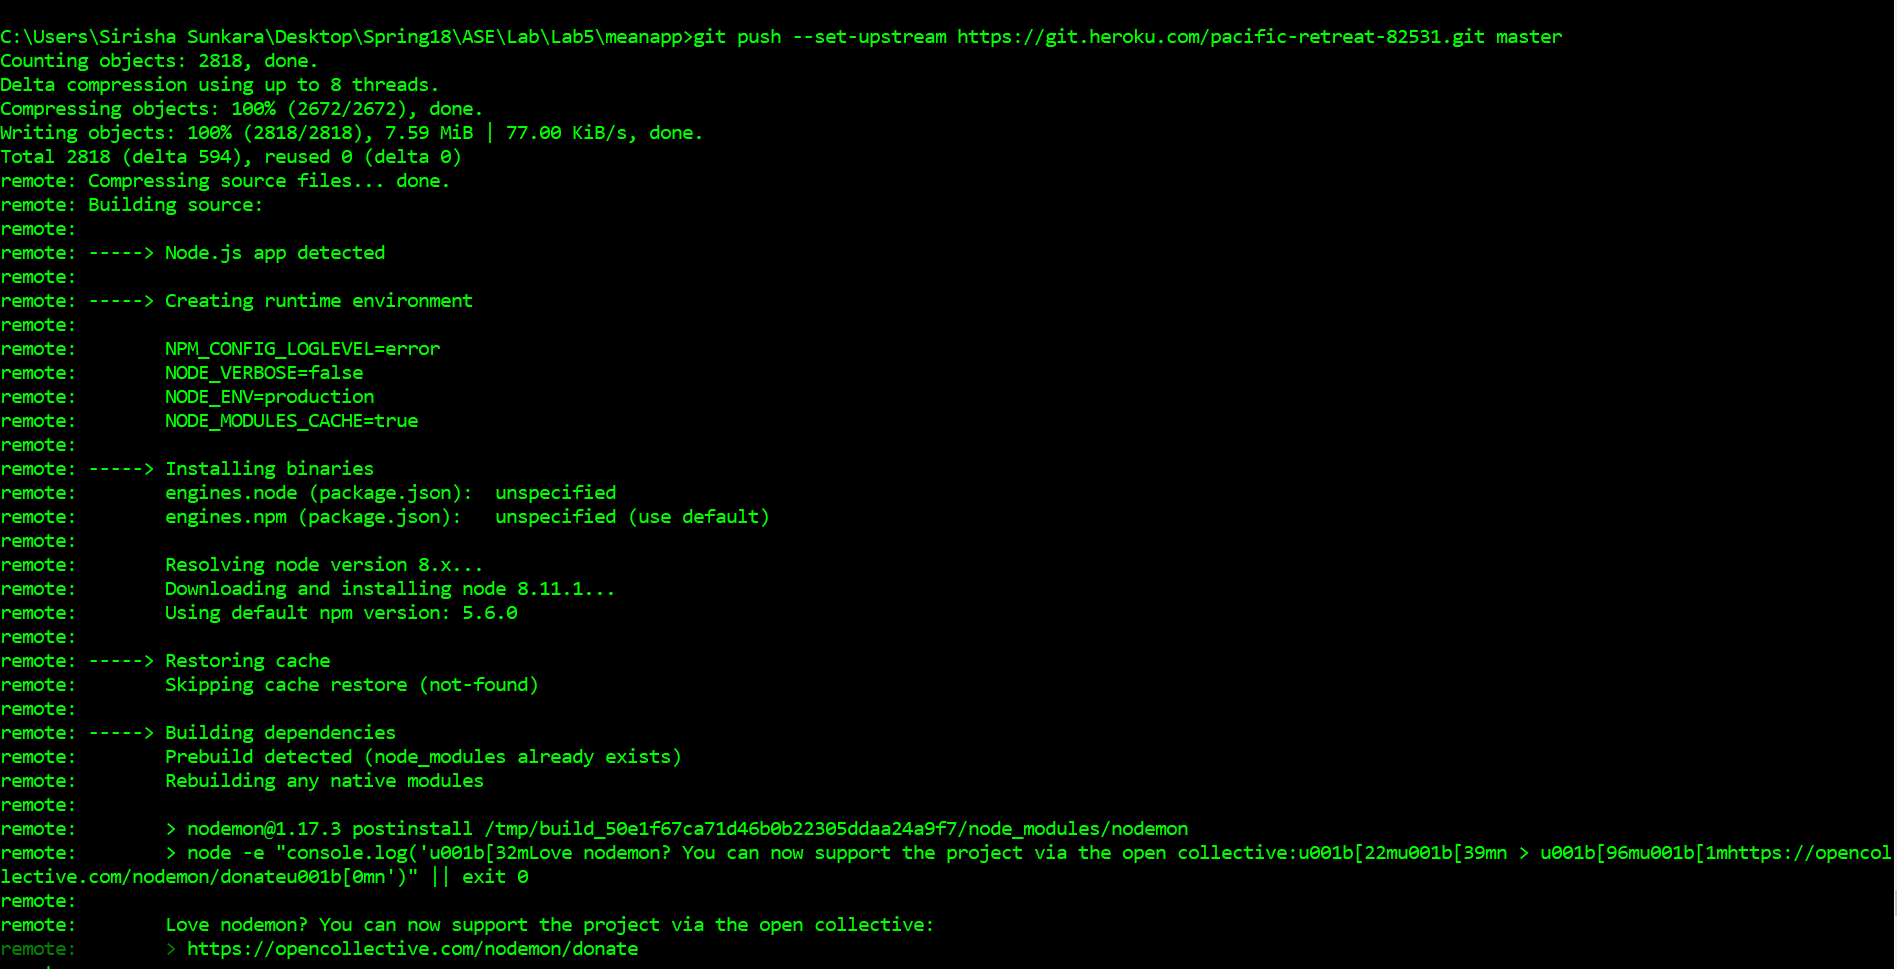 C:\Users\Sirisha Sunkara\Desktop\Spring18\ASE\Lab\Lab5\meanapp>git push --set-upstream https://git.heroku.com/pacific-retreat-82531.git master
Counting objects: 2818, done.
Delta compression using up to 8 threads.
Compressing objects: 100% (2672/2672), done.
Writing objects: 100% (2818/2818), 7.59 MiB | 77.00 KiB/s, done.
Total 2818 (delta 594), reused 0 (delta 0)
remote: Compressing source files... done.
remote: Building source:
remote:
remote: -----> Node.js app detected
remote:
remote: -----> Creating runtime environment
remote:
remote:        NPM_CONFIG_LOGLEVEL=error
remote:        NODE_VERBOSE=false
remote:        NODE_ENV=production
remote:        NODE_MODULES_CACHE=true
remote:
remote: -----> Installing binaries
remote:        engines.node (package.json):  unspecified
remote:        engines.npm (package.json):   unspecified (use default)
remote:
remote:        Resolving node version 8.x...
remote:        Downloading and installing node 8.11.1...
remote:        Using default npm version: 5.6.0
remote:
remote: -----> Restoring cache
remote:        Skipping cache restore (not-found)
remote:
remote: -----> Building dependencies
remote:        Prebuild detected (node_modules already exists)
remote:        Rebuilding any native modules
remote:
remote:        > nodemon@1.17.3 postinstall /tmp/build_50e1f67ca71d46b0b22305ddaa24a9f7/node_modules/nodemon
remote:        > node -e "console.log('u001b[32mLove nodemon? You can now support the project via the open collective:u001b[22mu001b[39mn > u001b[96mu001b[1mhttps://opencol
lective.com/nodemon/donateu001b[0mn')" || exit 0
remote:
remote:        Love nodemon? You can now support the project via the open collective:
remote:        > https://opencollective.com/nodemon/donate